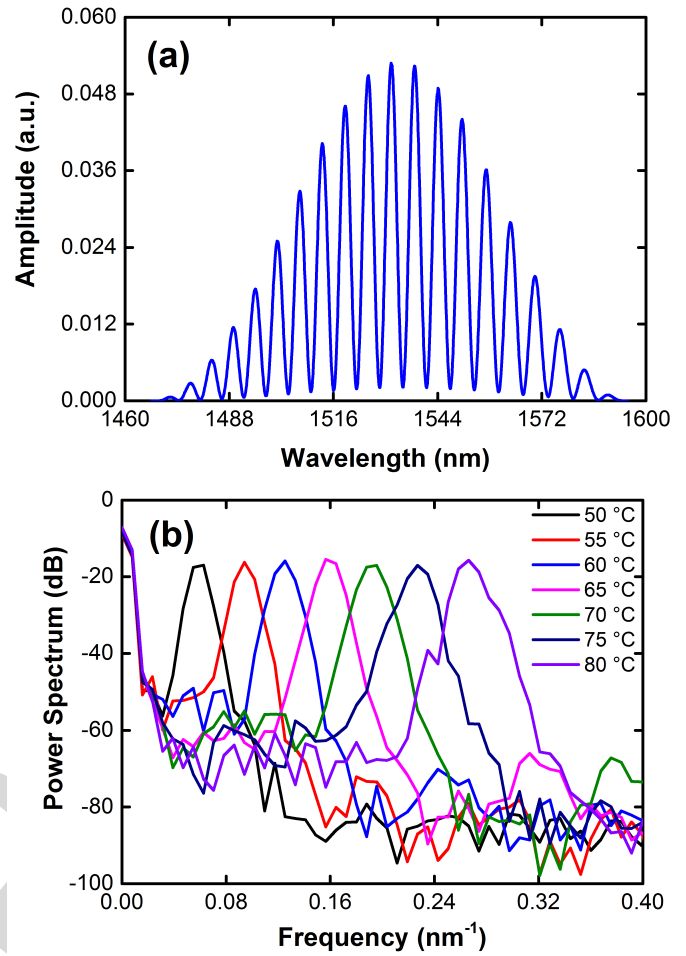 0.060
(a)
0.048
0.036
0.024
0.012
0.000
Amplitude (a.u.)
1460 1488 1516 1544 1572 1600
Wavelength (nm)
0
(b)
-20
-40
-60
-80
-100
Power Spectrum (dB)
50 °C
55 °C
60 °C
65 °C
70 °C
75 °C
80 °C
0.00 0.08 0.16 0.24 0.32 0.40
Frequency (nm⁻¹)